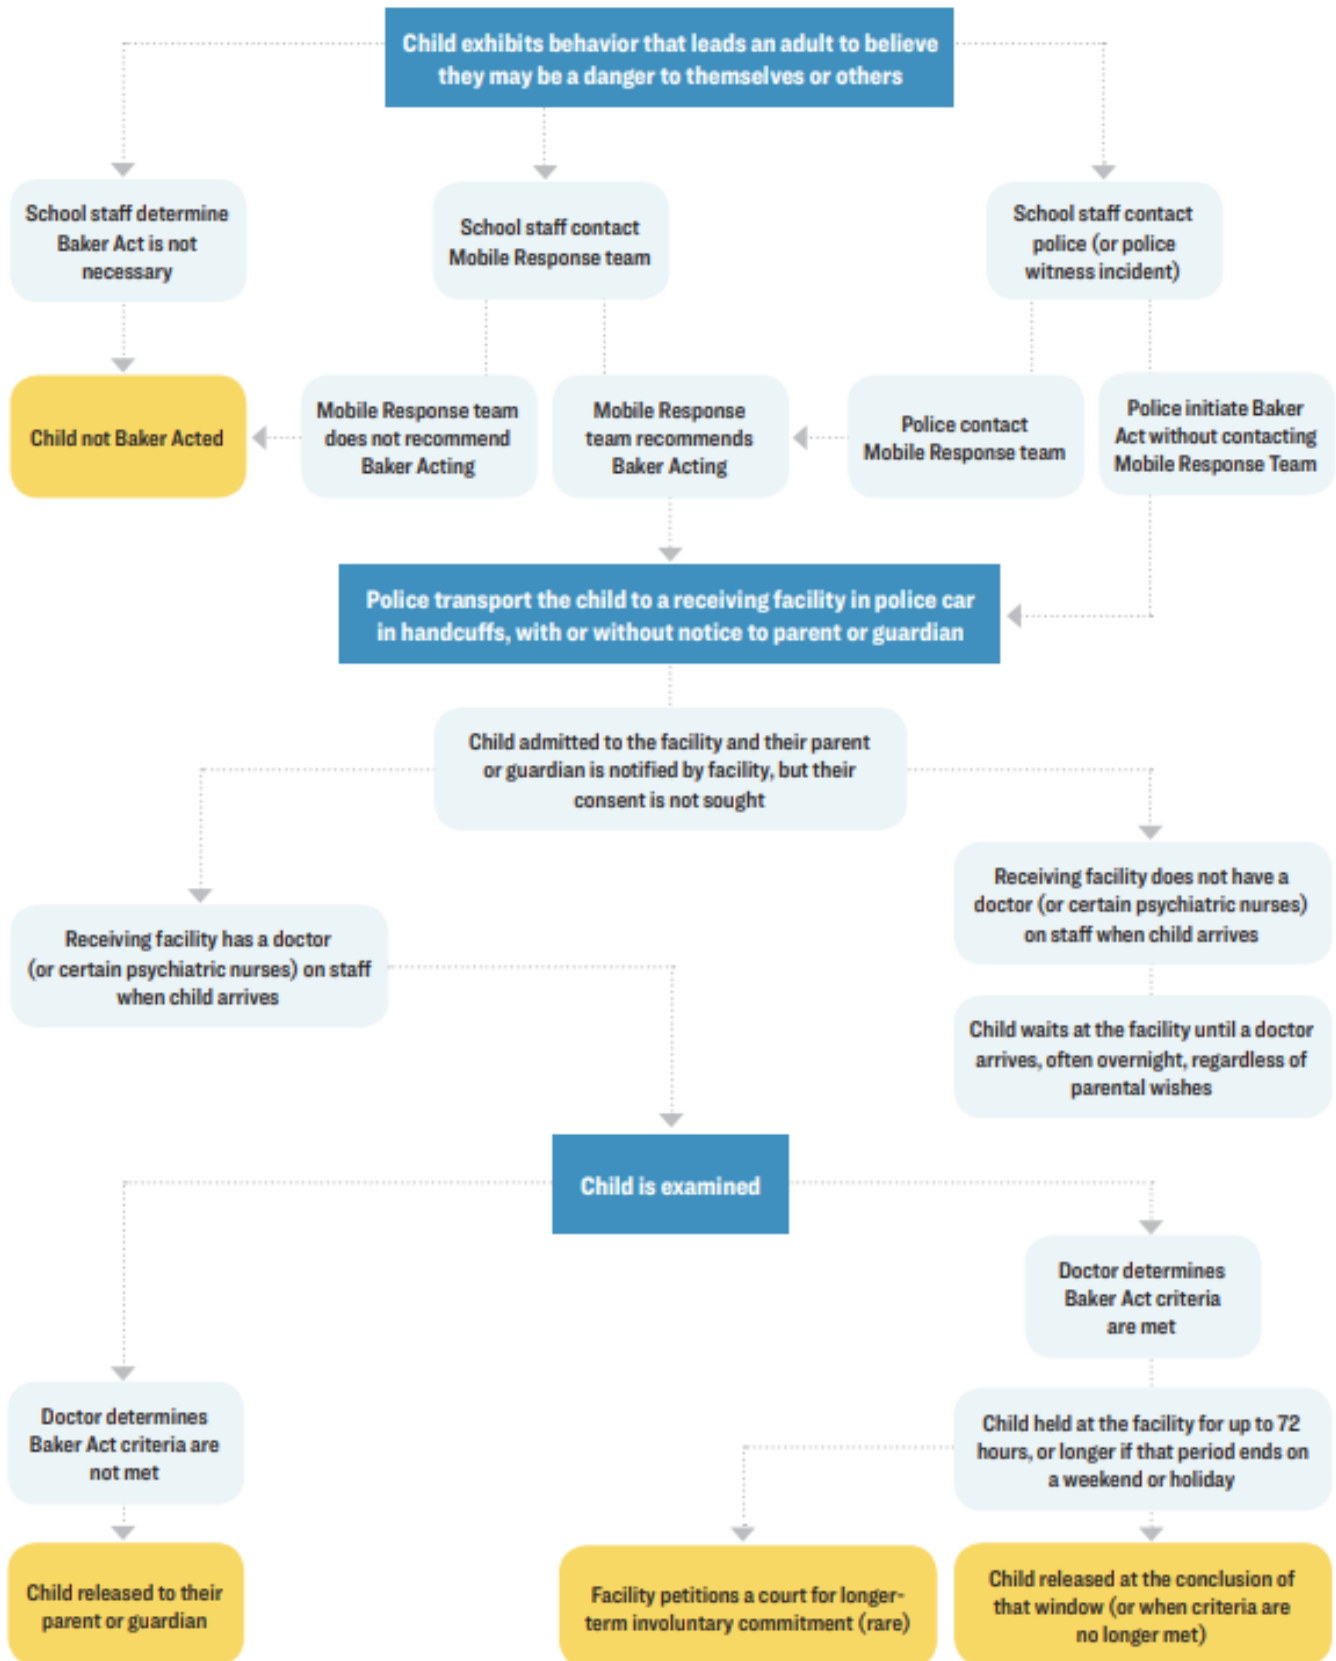 Child exhibits behavior that leads an adult to believe
they may be a danger to themselves or others
School staff determine
Baker Act is not
necessary
School staff contact
Mobile Response team
School staff contact
police (or police
witness incident)
Child not Baker Acted
Mobile Response team
does not recommend
Baker Acting
Mobile Response
team recommends
Baker Acting
Police contact
Mobile Response team
Police initiate Baker
Act without contacting
Mobile Response Team
Police transport the child to a receiving facility in police car
in handcuffs, with or without notice to parent or guardian
Child admitted to the facility and their parent
or guardian is notified by facility, but their
consent is not sought
Receiving facility has a doctor
(or certain psychiatric nurses) on staff
when child arrives
Receiving facility does not have a
doctor (or certain psychiatric nurses)
on staff when child arrives
Child waits at the facility until a doctor
arrives, often overnight, regardless of
parental wishes
Child is examined
Doctor determines
Baker Act criteria are
not met
Doctor determines
Baker Act criteria
are met
Child held at the facility for up to 72
hours, or longer if that period ends on
a weekend or holiday
Child released to their
parent or guardian
Facility petitions a court for longer-
term involuntary commitment (rare)
Child released at the conclusion of
that window (or when criteria are
no longer met)